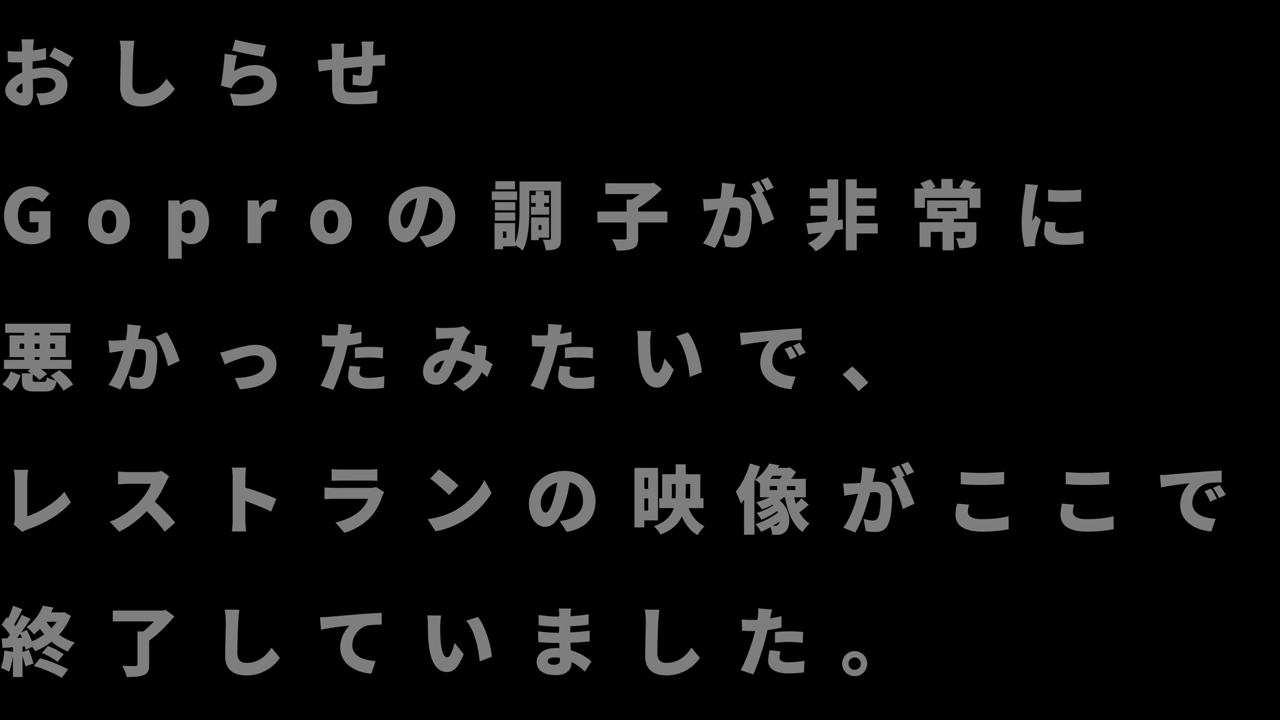 おしらせ
Goproの調子が非常に
悪かったみたいで、
レストランの映像がここで
終了していました。